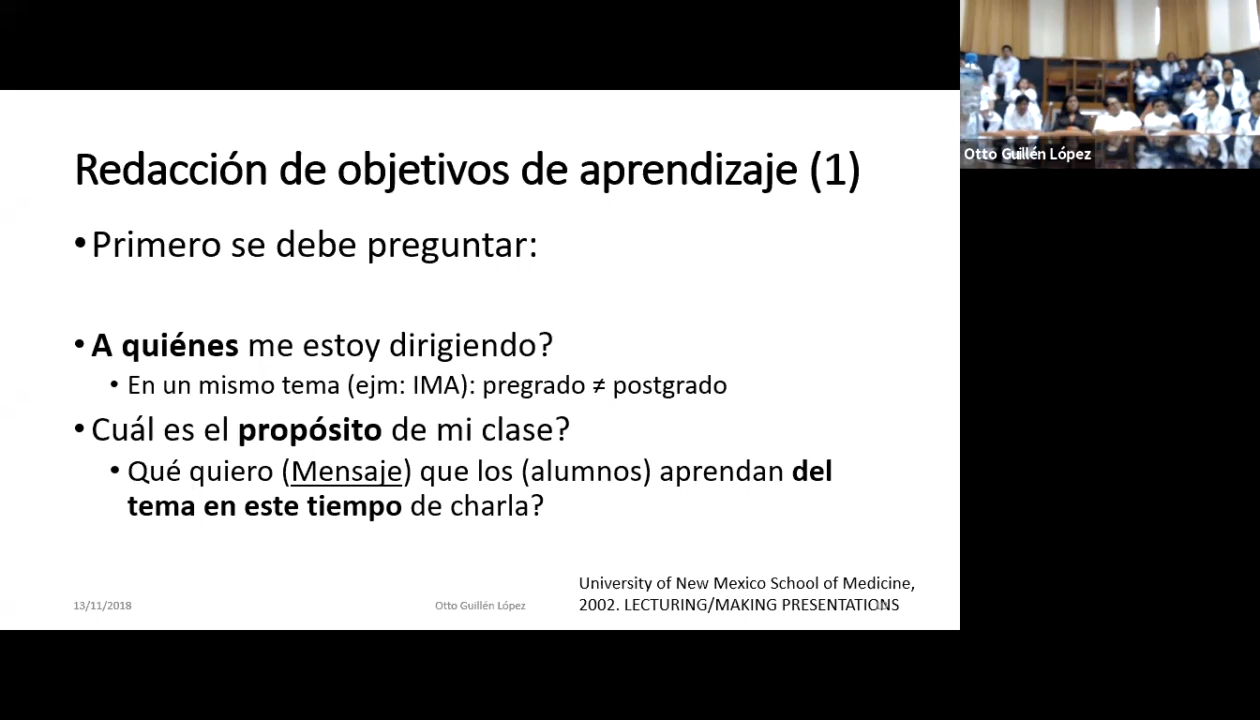 Redacción de objetivos de aprendizaje (1)
•Primero se debe preguntar:
•A quiénes me estoy dirigiendo?
• En un mismo tema (ejm: IMA): pregrado ≠ postgrado
•Cuál es el propósito de mi clase?
• Qué quiero (Mensaje) que los (alumnos) aprendan del
tema en este tiempo de charla?
University of New Mexico School of Medicine,
2002. LECTURING/MAKING PRESENTATIONS
13/11/2018
Otto Guillén López
Otto Guillén López